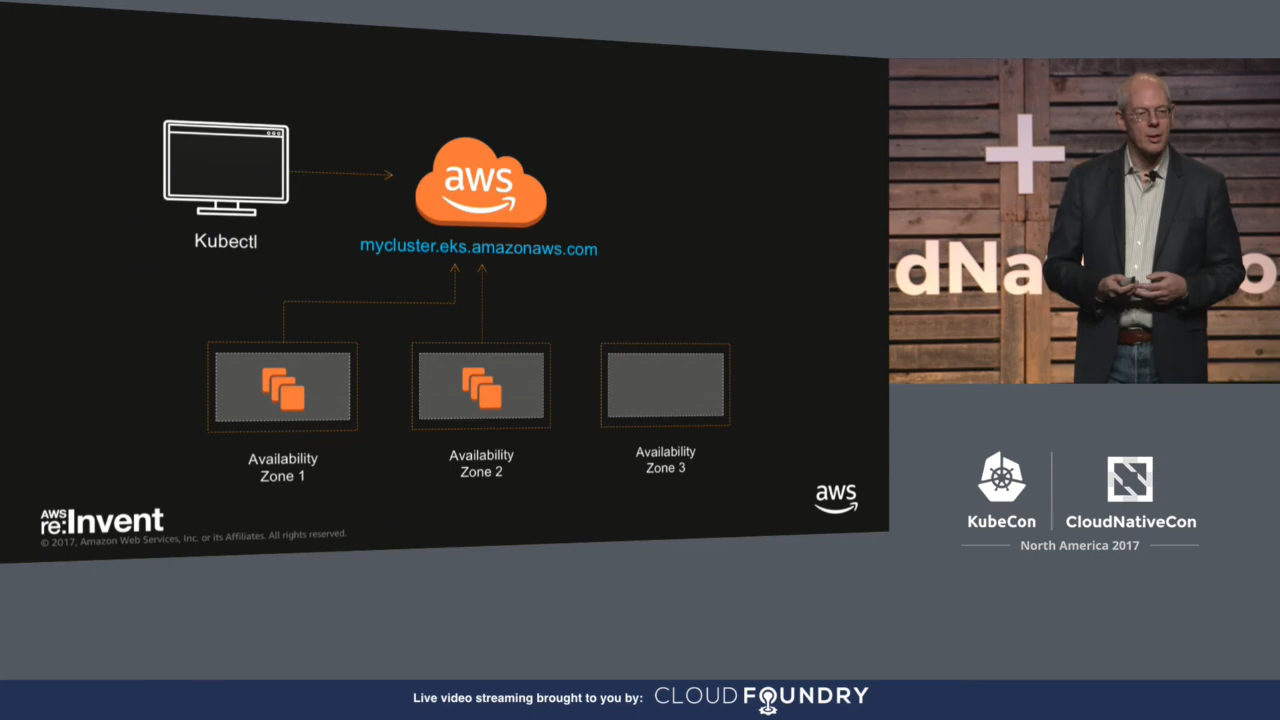 aws
Kubectl
mycluster.eks.amazonaws.com
Availability
Zone 1
Availability
Zone 2
Availability
Zone 3
aws
AWS
re:Invent
© 2017, Amazon Web Services, Inc. or its Affiliates. All rights reserved.
dNa
KubeCon
CloudNativeCon
North America 2017
Live video streaming brought to you by: CLOUD FOUNDRY